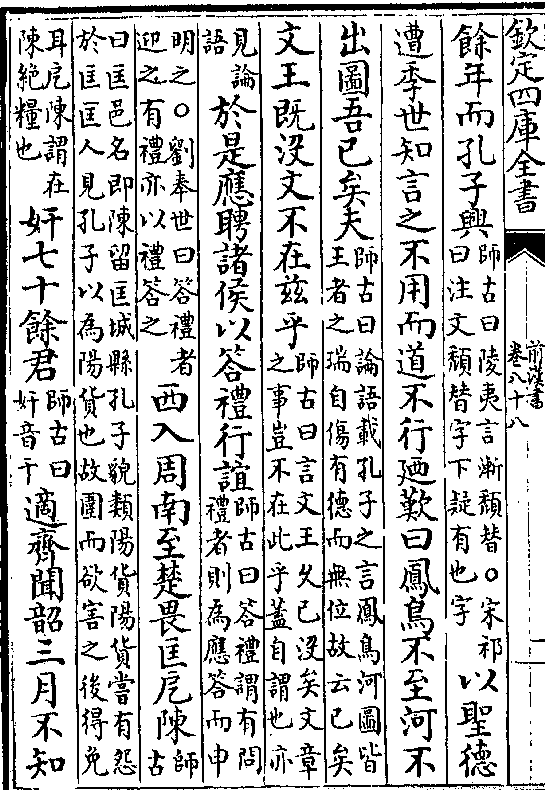 欽定四庫全書
前漢書
卷八十八
餘年而孔子興師古曰陵夷言漸頹替○宋祁曰注文頹替字下疑有也字以聖德
遭季世知言之不用而道不行廼歎曰鳳鳥不至河不
出圖吾已矣夫師古曰論語載孔子之言鳳鳥河圖皆王者之瑞自傷有德而無位故云已矣
文王既沒文不在兹乎師古曰言文王久已沒矣文章之事豈不在此乎蓋自謂也亦
見論語於是應聘諸侯以答禮行誼師古曰答禮謂有問禮者則為應答而申
明之○劉奉世曰答禮者迎之有禮亦以禮答之西入周南至楚畏匡戹陳師古
曰匡邑名即陳留匡城縣孔子貌類陽貨陽貨嘗有怨於匡匡人見孔子以為陽貨也故圍而欲害之後得免
耳戹陳謂在陳絶糧也奸七十餘君師古曰奸音干適齊聞韶三月不知